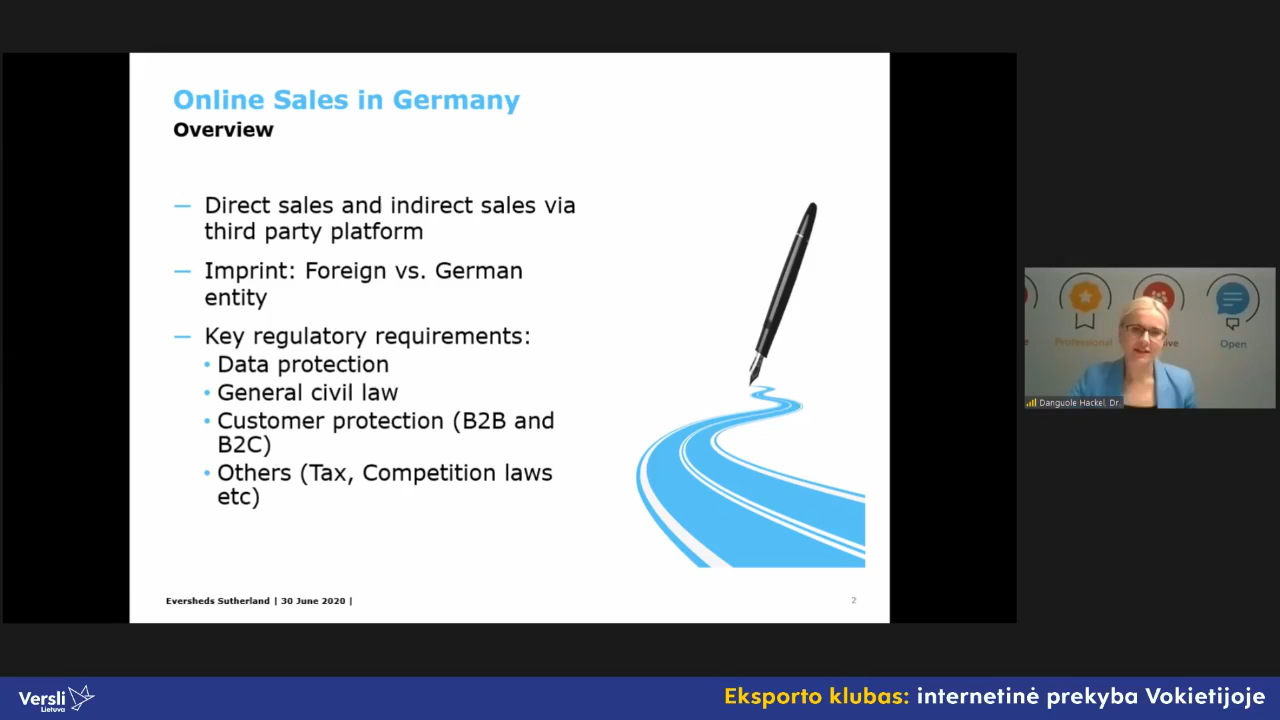 Online Sales in Germany
Overview
— Direct sales and indirect sales via
third party platform
— Imprint: Foreign vs. German
entity
— Key regulatory requirements:
• Data protection
• General civil law
• Customer protection (B2B and
B2C)
• Others (Tax, Competition laws
etc)
Eversheds Sutherland | 30 June 2020 |
2
Professional
Open
Danguole Hackel, Dr.
Versli
Lietuva
Eksporto klubas: internetinė prekyba Vokietijoje